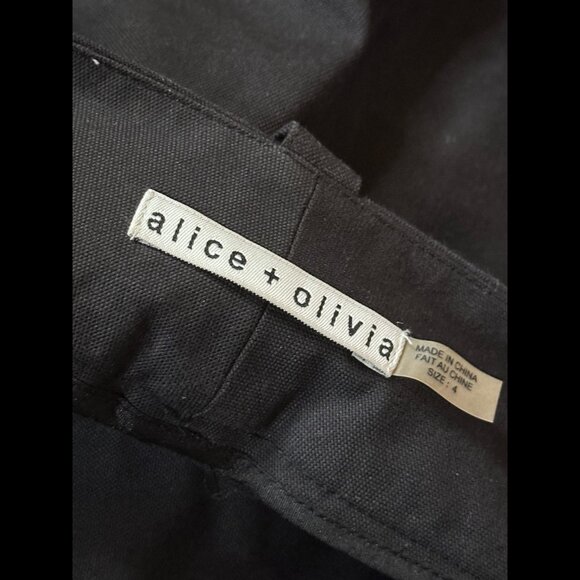 alice + olivia
MADE IN CHINA
FAIT AU CHINE
SIZE: 4